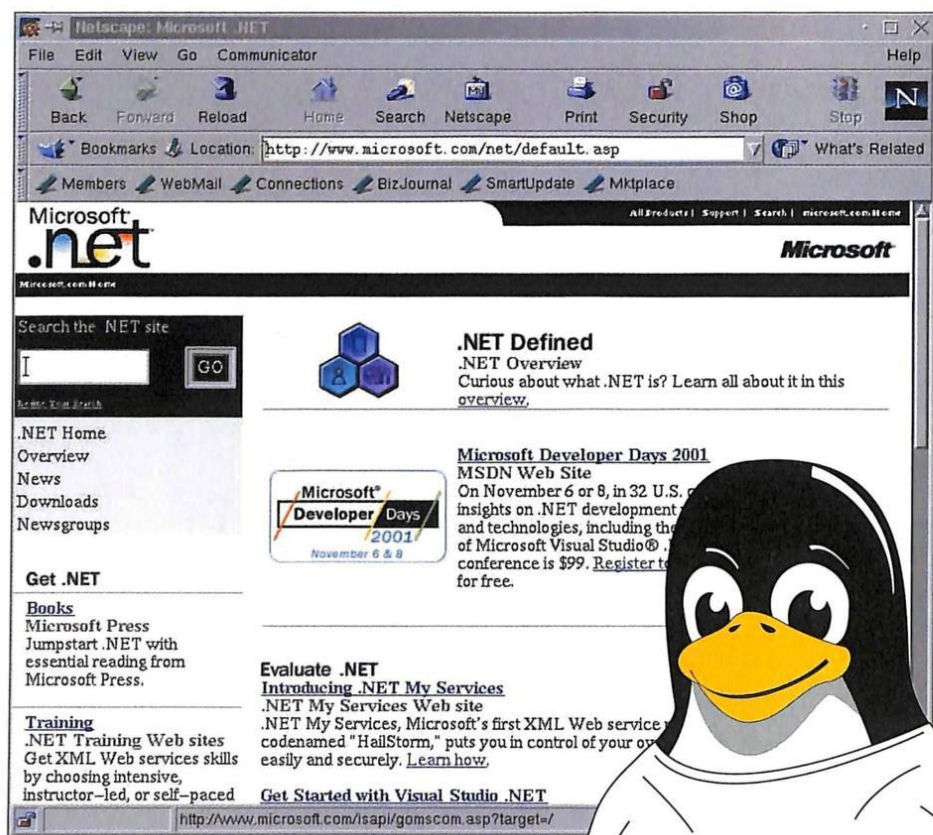 Netscape: Microsoft .NET
File Edit View Go Communicator Help
Back Forward Reload Home Search Netscape Print Security Shop Stop
N
Bookmarks Location: http://www.microsoft.com/net/default.asp What's Related
Members WebMail Connections BizJournal SmartUpdate Mktplace
Microsoft
.net
All Products | Support | Search | microsoft.com Home
Microsoft
Microsoft.com Home
Search the .NET site
GO
.NET Home
Overview
News
Downloads
Newsgroups
Get .NET
Books
Microsoft Press
Jumpstart .NET with
essential reading from
Microsoft Press.
Training
.NET Training Web sites
Get XML Web services skills
by choosing intensive,
instructor-led, or self-paced
.NET Defined
.NET Overview
Curious about what .NET is? Learn all about it in this
overview.
Microsoft®
Developer Days
2001
November 6 & 8
Microsoft Developer Days 2001
MSDN Web Site
On November 6 or 8, in 32 U.S.
insights on .NET development
and technologies, including the
of Microsoft Visual Studio®
conference is $99. Register to
for free.
Evaluate .NET
Introducing .NET My Services
.NET My Services Web site
.NET My Services, Microsoft's first XML Web service
codenamed "HailStorm," puts you in control of your
easily and securely. Learn how.
Get Started with Visual Studio .NET
http://www.microsoft.com/isapi/gomscom.asp?target=/